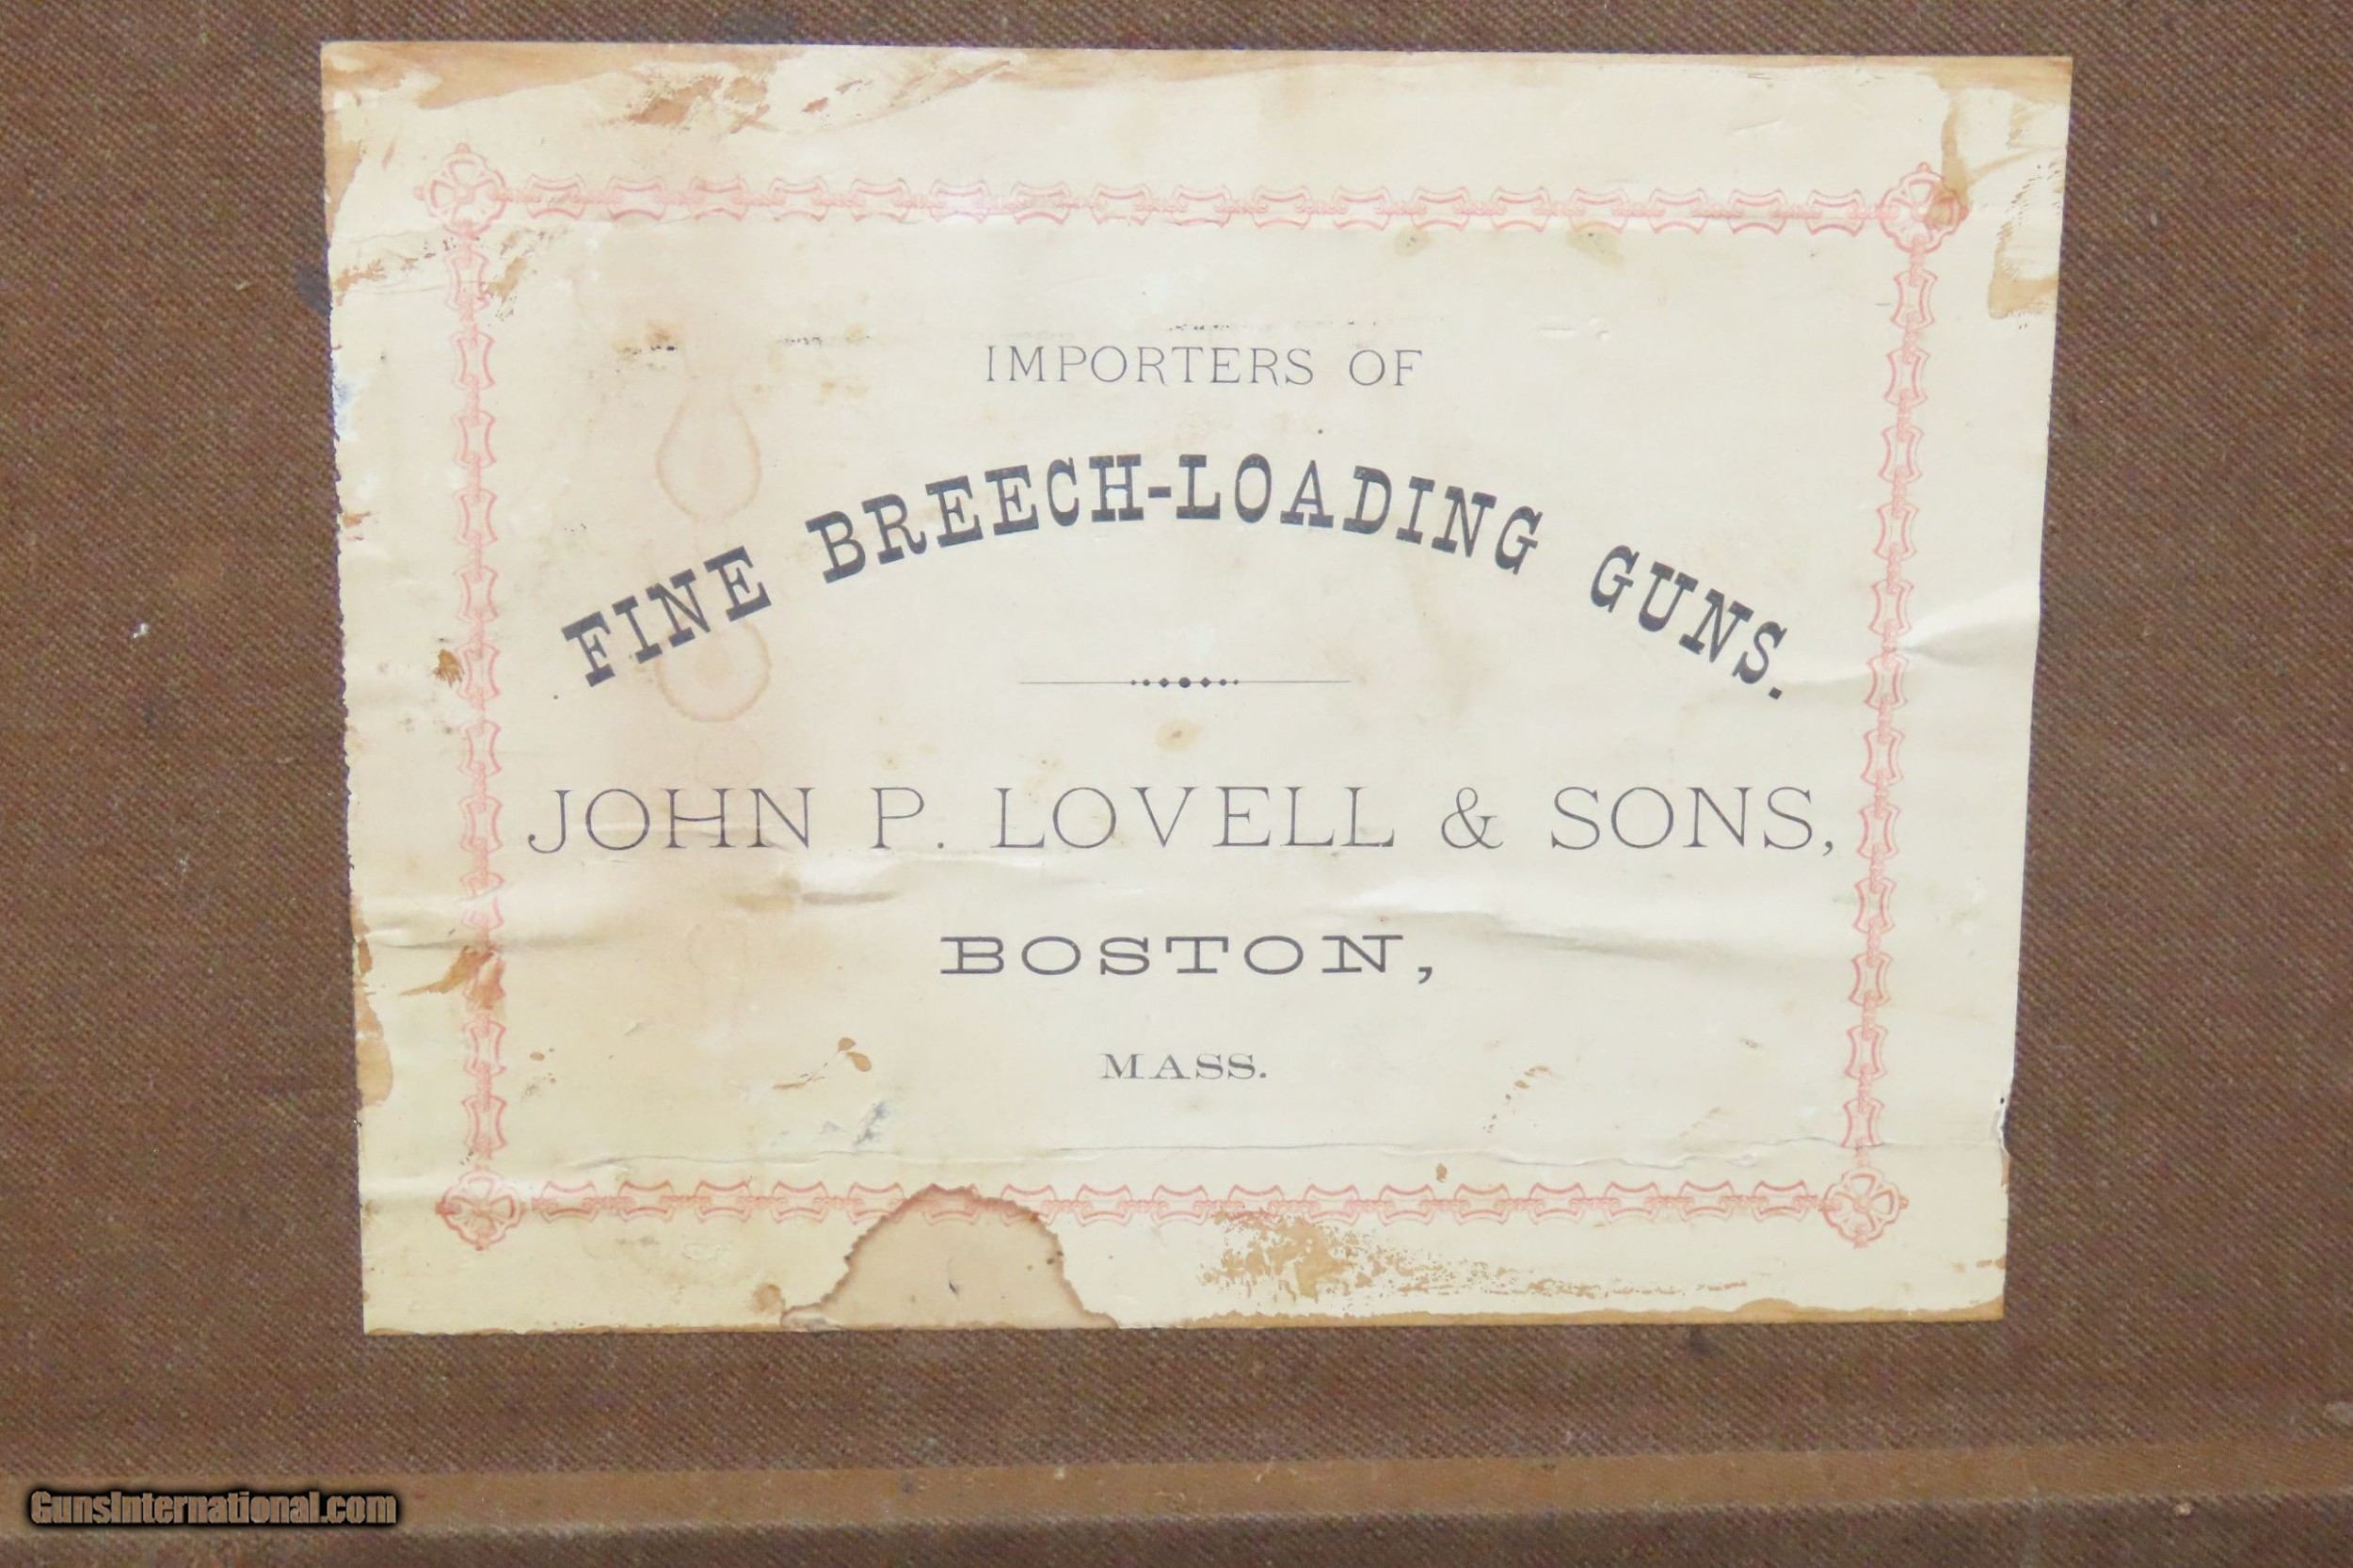 IMPORTERS OF
FINE BREECH-LOADING GUNS.
JOHN P. LOVELL & SONS,
BOSTON,
MASS.
GunsInternational.com